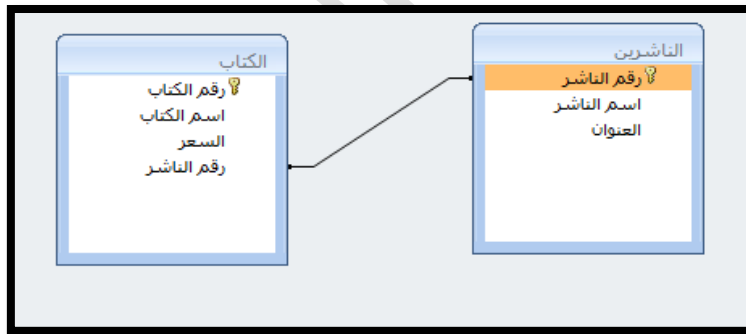 الناشرين
رقم الناشر
اسم الناشر
العنوان
الكتاب
رقم الكتاب
اسم الكتاب
السعر
رقم الناشر